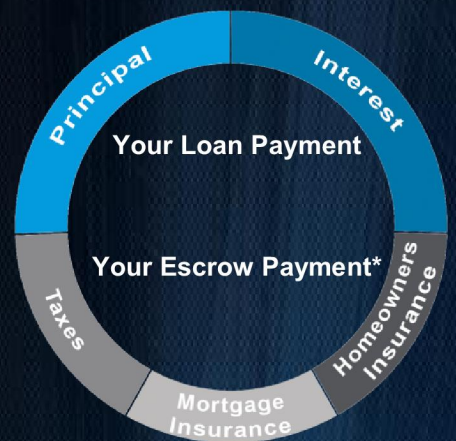 Principal
Interest
Your Loan Payment
Your Escrow Payment*
Taxes
Mortgage
Insurance
Homeowners
Insurance